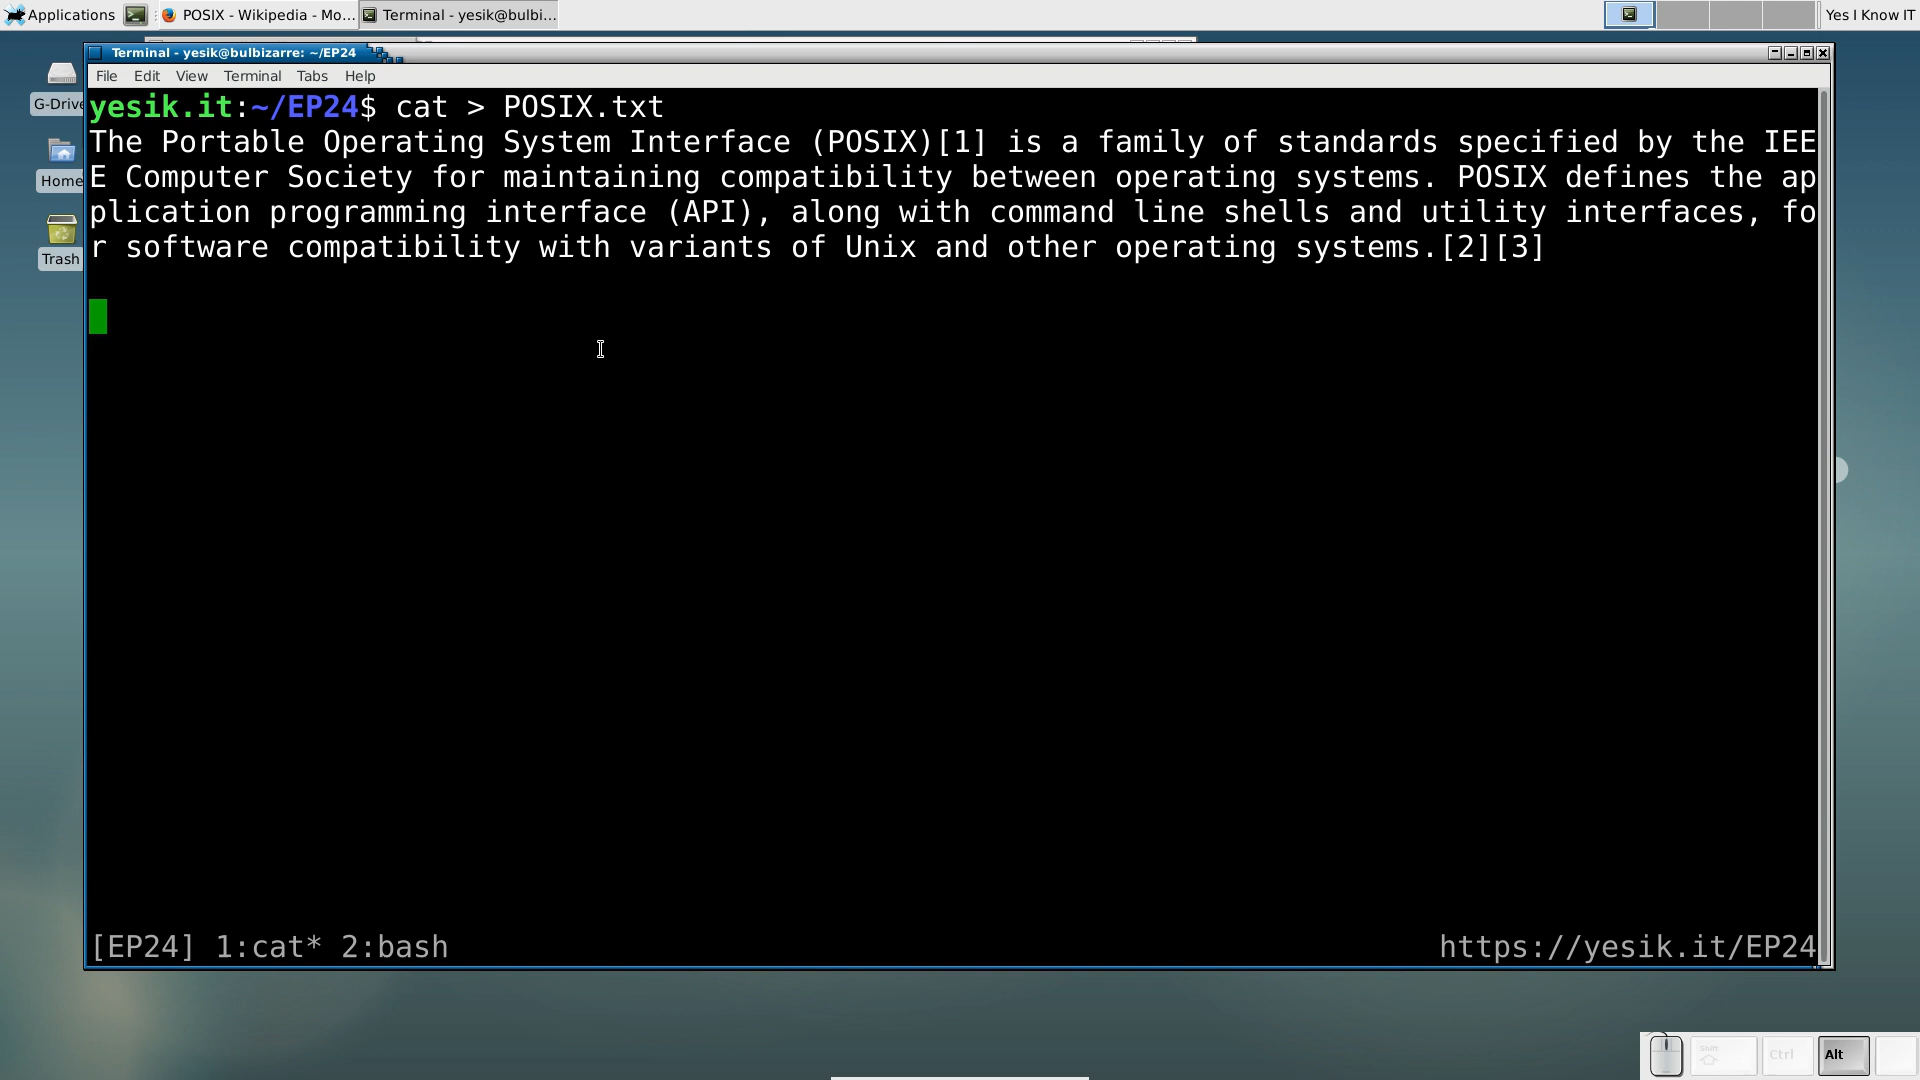 Applications
POSIX - Wikipedia - Mo...
Terminal - yesik@bulbi...
Yes I Know IT
Terminal - yesik@bulbizarre: ~/EP24
File Edit View Terminal Tabs Help
G-Drive
Home
Trash
yesik.it:~/EP24$ cat > POSIX.txt
The Portable Operating System Interface (POSIX)[1] is a family of standards specified by the IEE
E Computer Society for maintaining compatibility between operating systems. POSIX defines the ap
plication programming interface (API), along with command line shells and utility interfaces, fo
r software compatibility with variants of Unix and other operating systems.[2][3]
[EP24] 1:cat* 2:bash
https://yesik.it/EP24
Shift
Ctrl
Alt